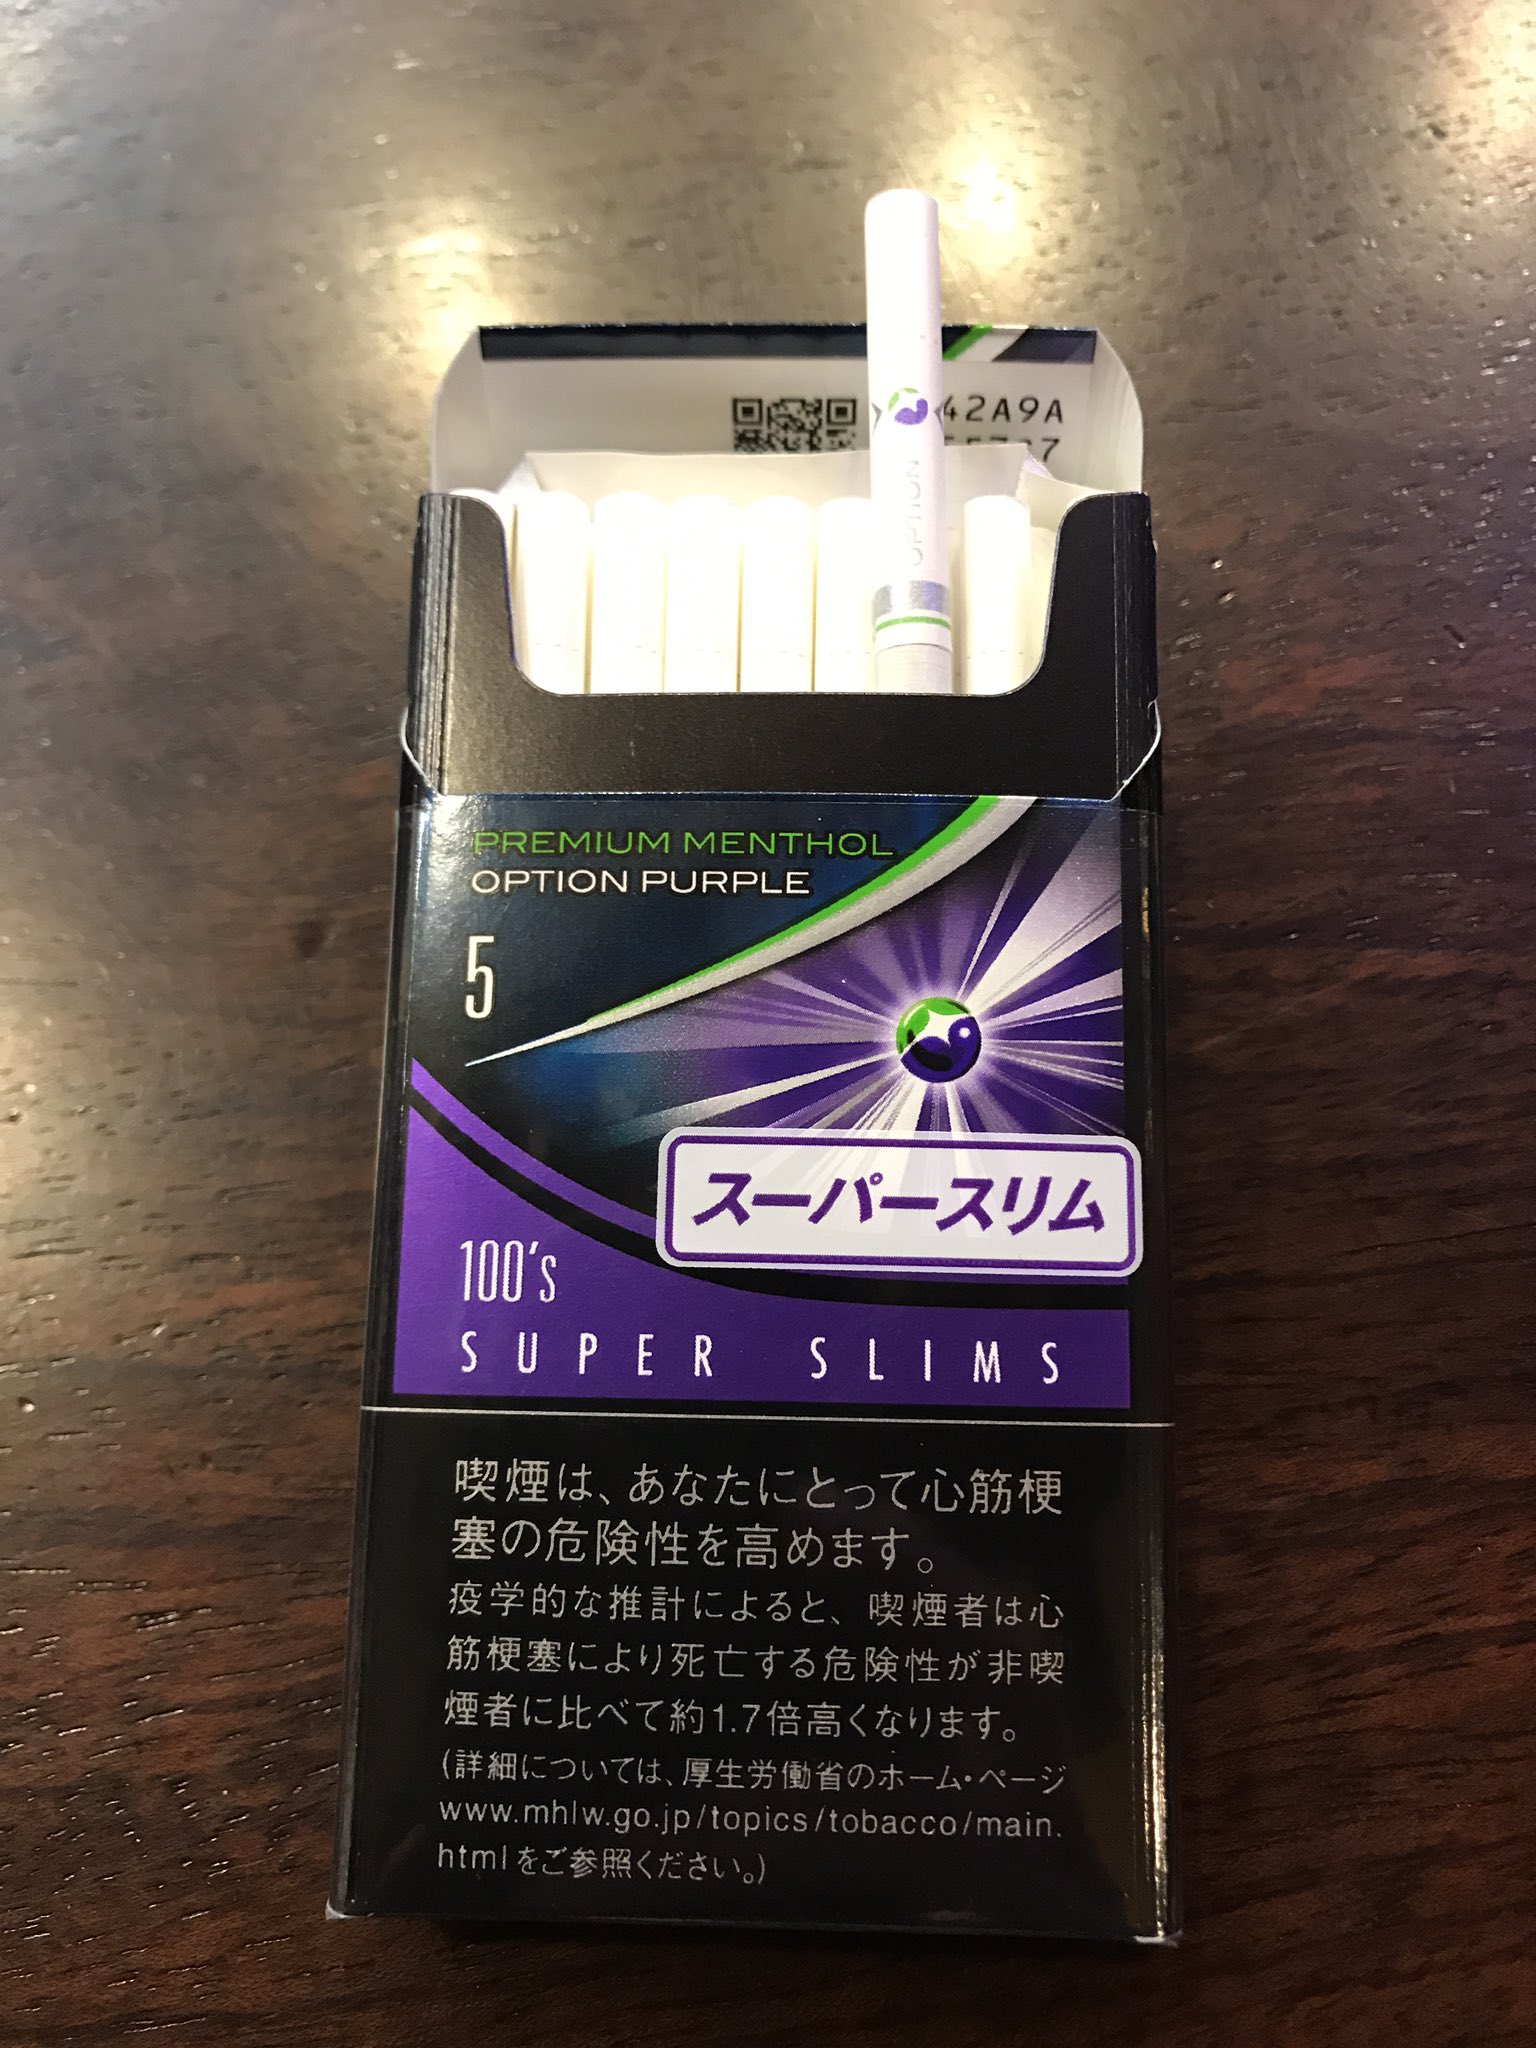 42A9A
OPTION
PREMIUM MENTHOL
OPTION PURPLE
5
スーパースリム
100's
SUPER SLIMS
喫煙は、あなたにとって心筋梗
塞の危険性を高めます。
疫学的な推計によると、喫煙者は心
筋梗塞により死亡する危険性が非喫
煙者に比べて約1.7倍高くなります。
(詳細については、厚生労働省のホーム・ページ
www.mhlw.go.jp/topics/tobacco/main.
htmlをご参照ください。)